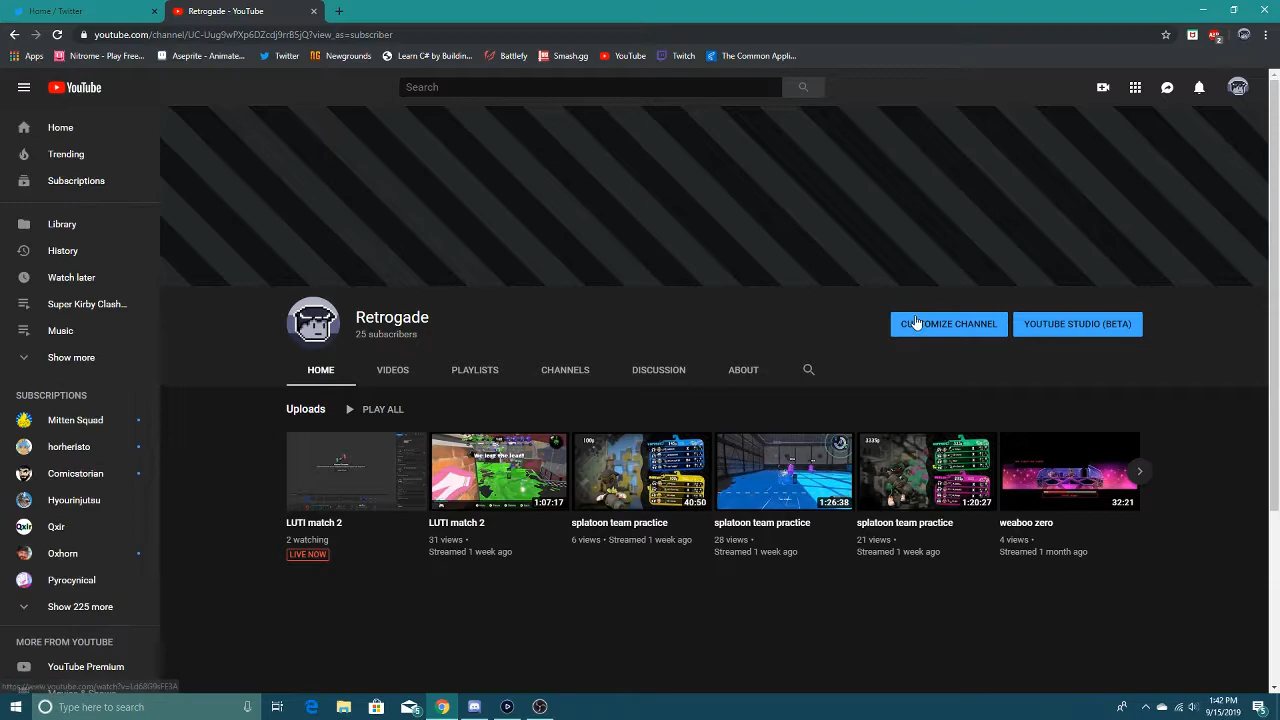 Home / Twitter
Retrogade - YouTube
youtube.com/channel/UC-Uug9wPXp6DZcdj9rrB5jQ?view_as=subscriber
Apps
Nitrome - Play Free...
Aseprite - Animate...
Twitter
Newgrounds
Learn C# by Buildin...
Battlefy
Smash.gg
YouTube
Twitch
The Common Applic...
YouTube
Search
Home
Trending
Subscriptions
Library
History
Watch later
Super Kirby Clash...
Music
Show more
SUBSCRIPTIONS
Mitten Squad
horheristo
Comicstorian
Hyourinjutsu
Qxir
Oxhorn
Pyrocynical
Show 225 more
MORE FROM YOUTUBE
YouTube Premium
Retrogade
25 subscribers
CUSTOMIZE CHANNEL
YOUTUBE STUDIO (BETA)
HOME
VIDEOS
PLAYLISTS
CHANNELS
DISCUSSION
ABOUT
Uploads
PLAY ALL
We lost the lead!
1:07:17
100p
40:50
1:26:38
3335p
1:20:27
32:21
LUTI match 2
2 watching
LIVE NOW
LUTI match 2
31 views •
Streamed 1 week ago
splatoon team practice
6 views • Streamed 1 week ago
splatoon team practice
28 views •
Streamed 1 week ago
splatoon team practice
21 views •
Streamed 1 week ago
weaboo zero
4 views •
Streamed 1 month ago
Type here to search
1:42 PM
9/15/2019